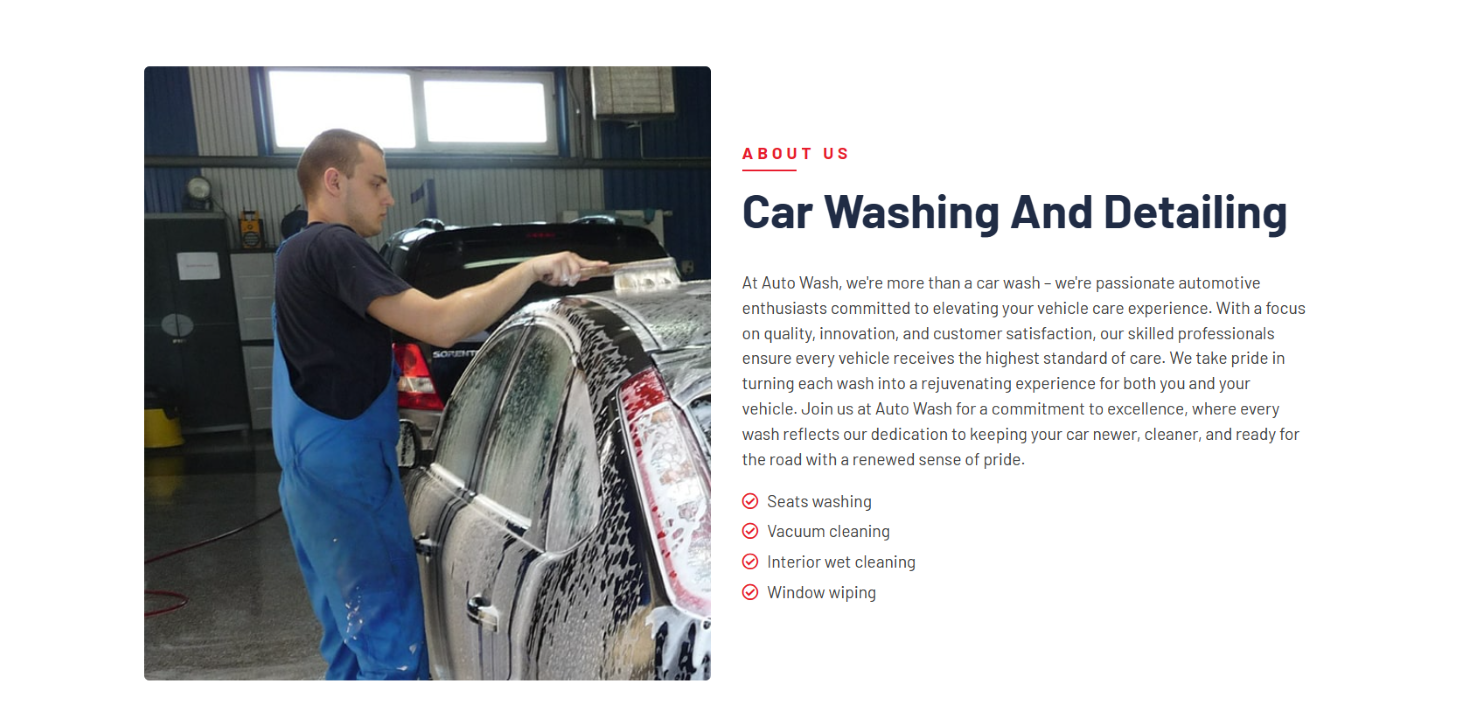 ABOUT US
Car Washing And Detailing
At Auto Wash, we're more than a car wash – we're passionate automotive
enthusiasts committed to elevating your vehicle care experience. With a focus
on quality, innovation, and customer satisfaction, our skilled professionals
ensure every vehicle receives the highest standard of care. We take pride in
turning each wash into a rejuvenating experience for both you and your
vehicle. Join us at Auto Wash for a commitment to excellence, where every
wash reflects our dedication to keeping your car newer, cleaner, and ready for
the road with a renewed sense of pride.
Seats washing
Vacuum cleaning
Interior wet cleaning
Window wiping